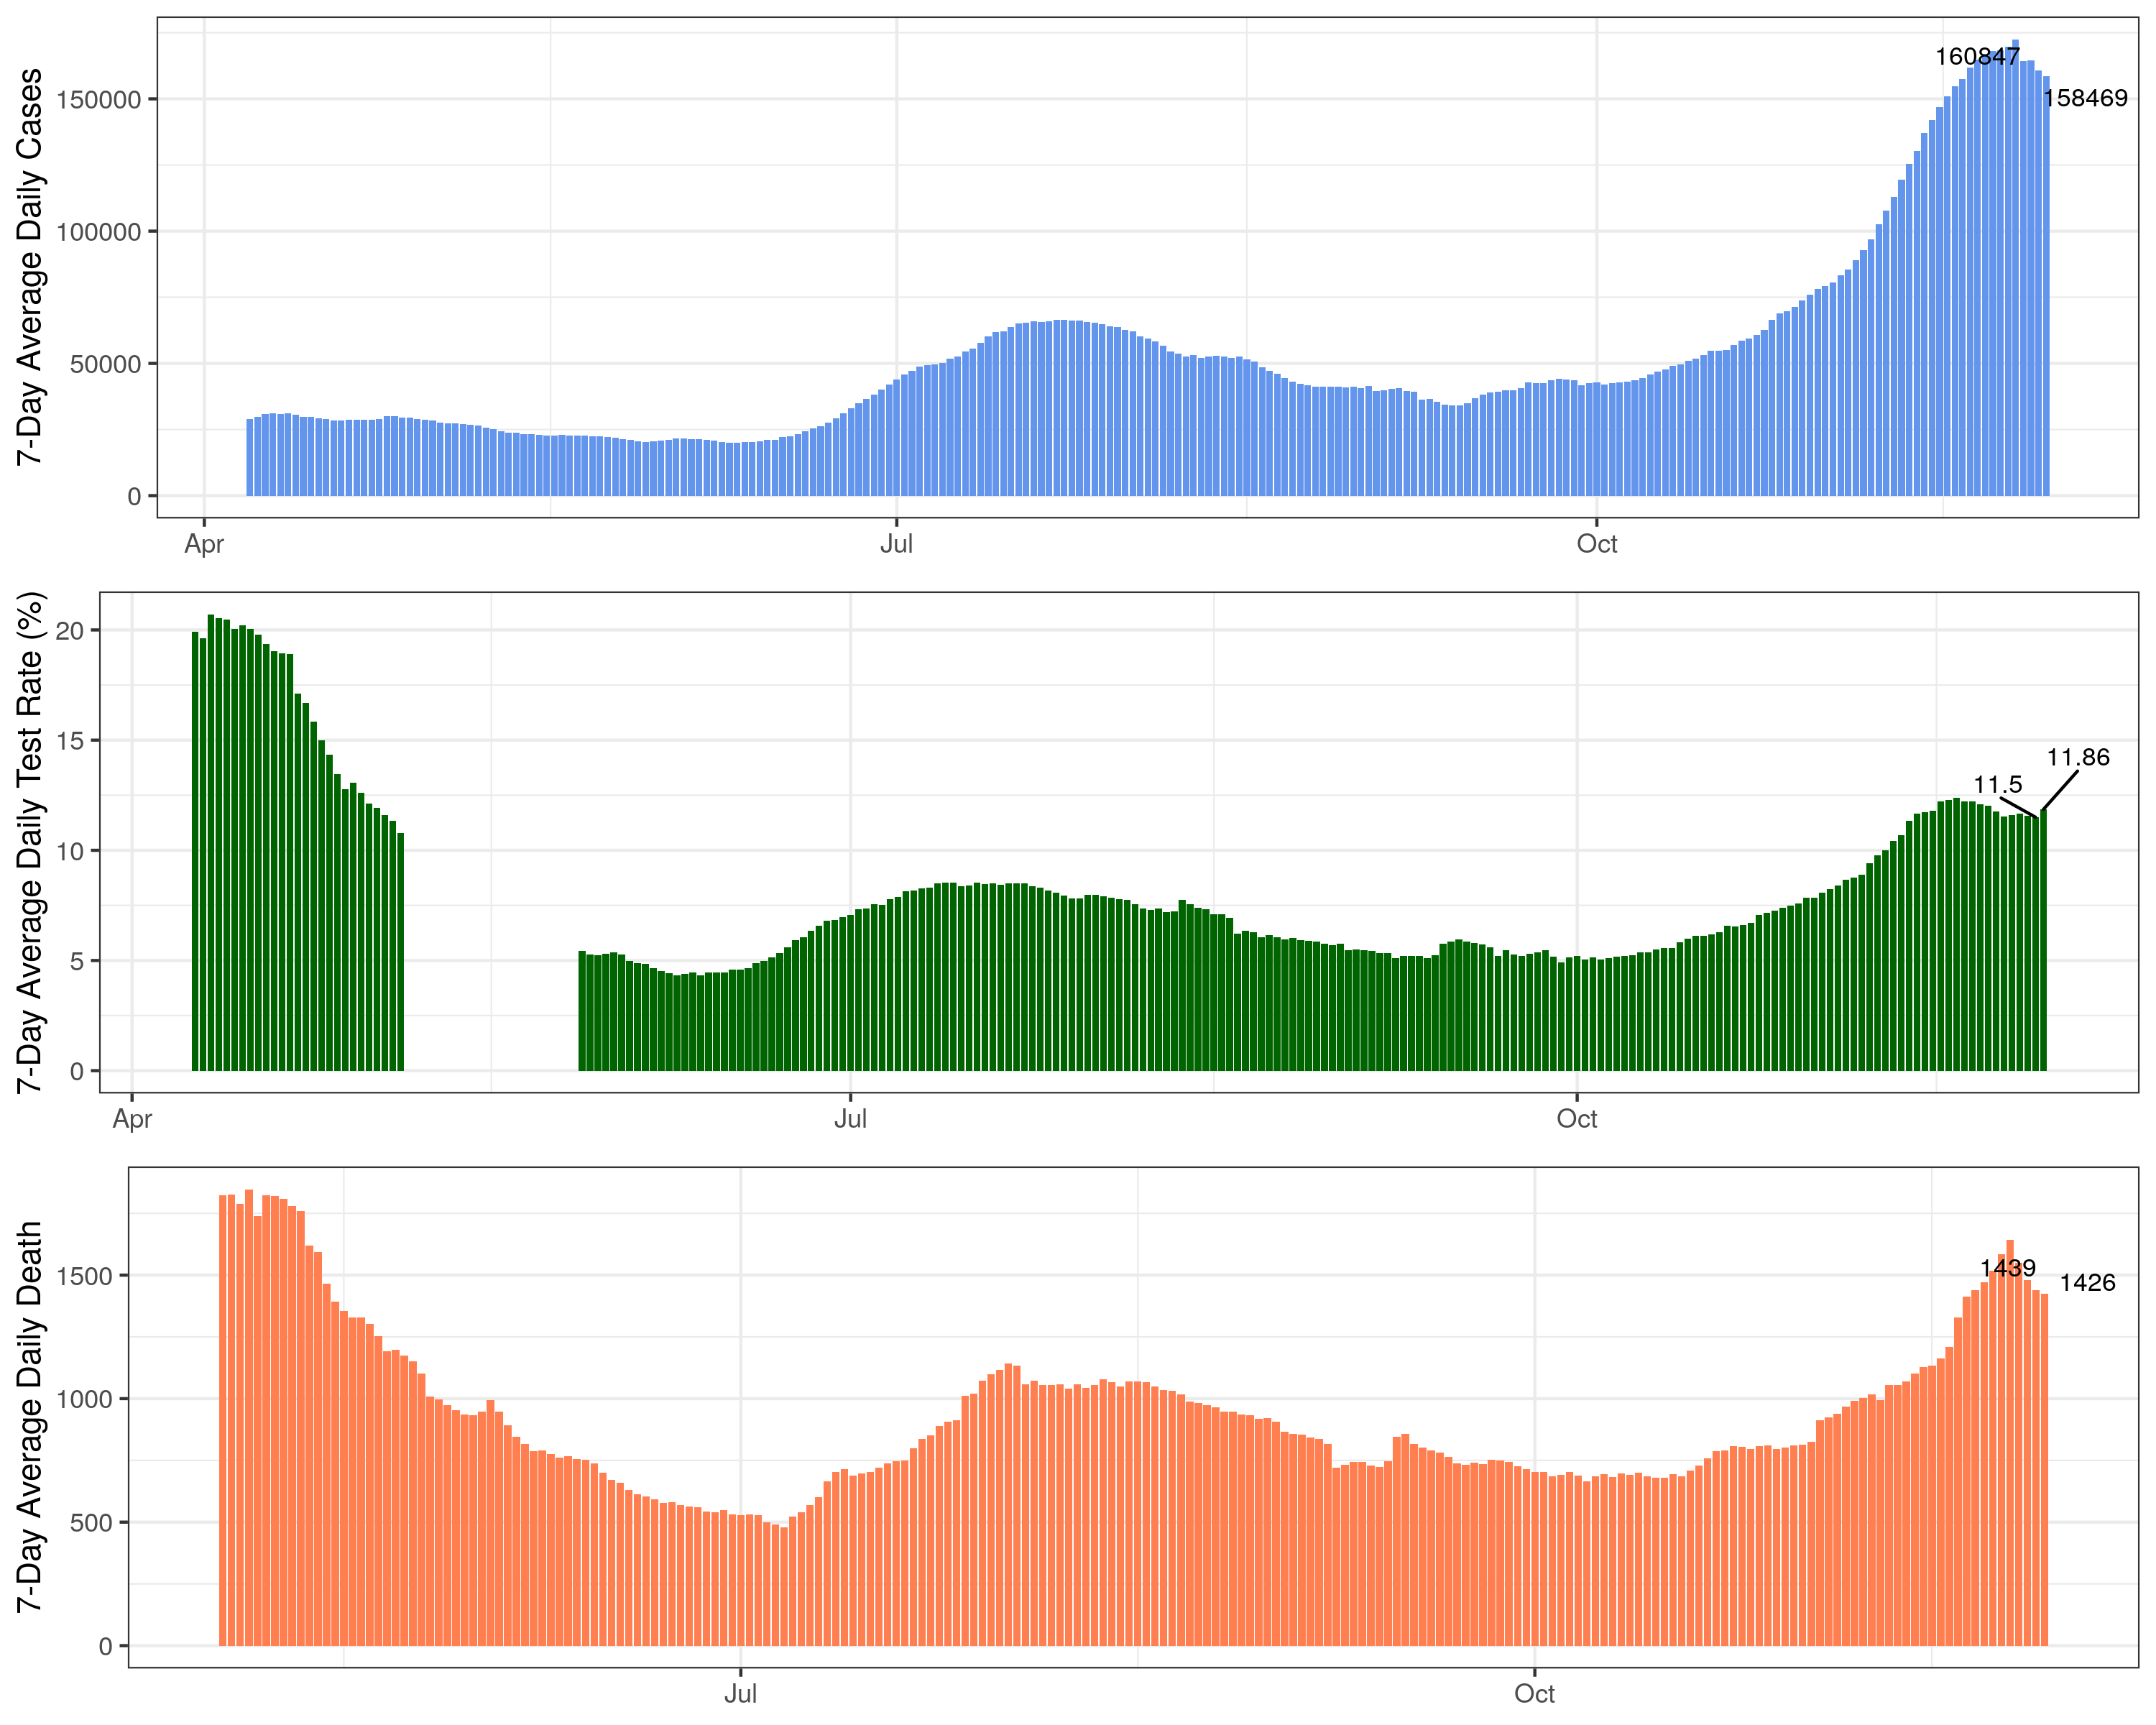 7-Day Average Daily Cases
150000
100000
50000
0
160847
158469
Apr
Jul
Oct
7-Day Average Daily Test Rate (%)
20
15
10
5
0
11.86
11.5
Apr
Jul
Oct
7-Day Average Daily Death
1500
1000
500
0
1439
1426
Jul
Oct